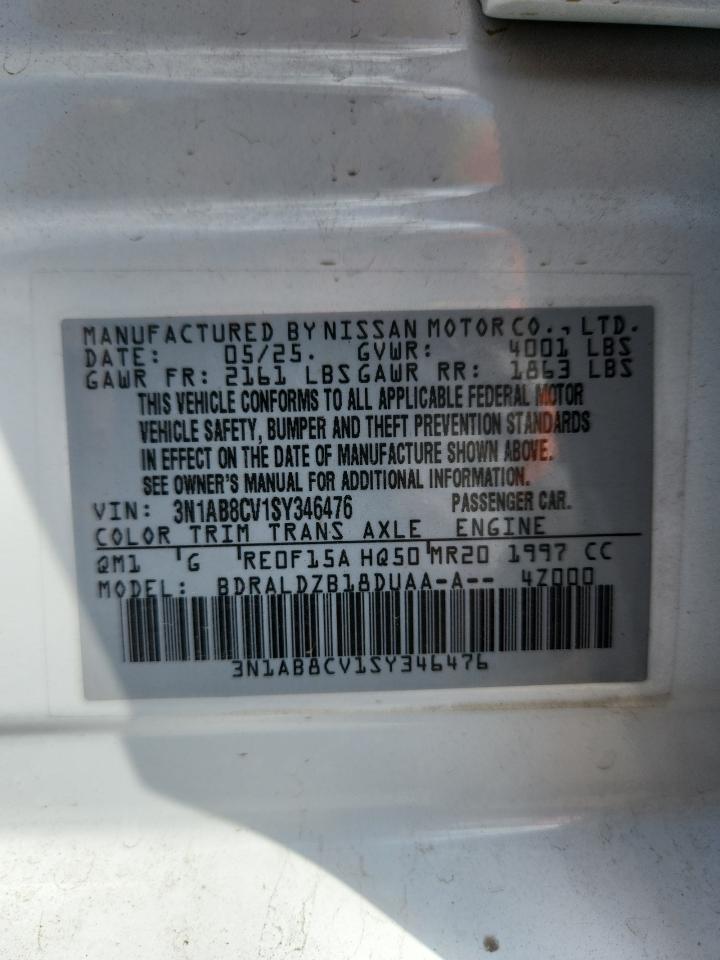 MANUFACTURED BY NISSAN MOTOR CO., LTD.
DATE: 05/25. GVWR: 4001 LBS
GAWR FR: 2161 LBS GAWR RR: 1863 LBS
THIS VEHICLE CONFORMS TO ALL APPLICABLE FEDERAL MOTOR
VEHICLE SAFETY, BUMPER AND THEFT PREVENTION STANDARDS
IN EFFECT ON THE DATE OF MANUFACTURE SHOWN ABOVE.
SEE OWNER'S MANUAL FOR ADDITIONAL INFORMATION.
VIN: 3N1AB8CV1SY346476 PASSENGER CAR.
COLOR TRIM TRANS AXLE ENGINE
QM1 G RE0F15A HQ50 MR20 1997 CC
MODEL: BDRALDZB18DUAA-A-- 4Z000
3N1AB8CV1SY346476